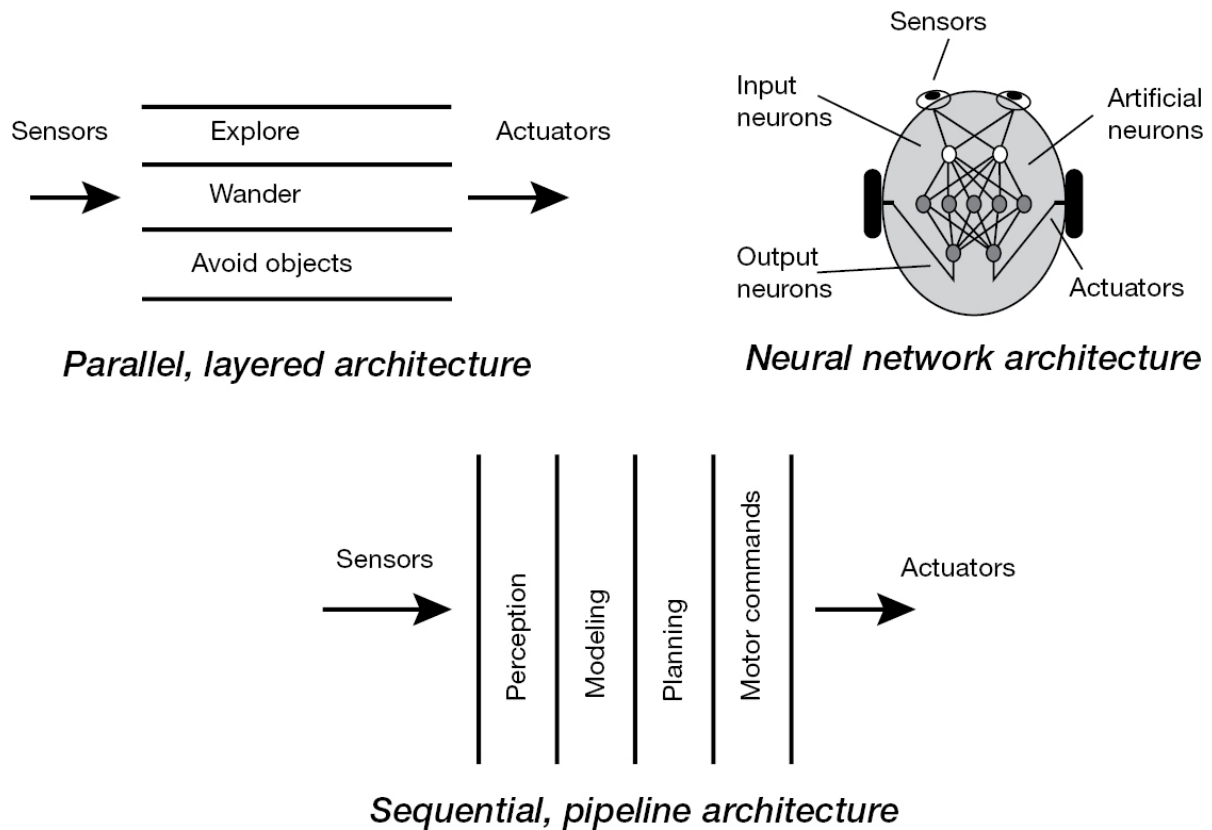 Sensors
Explore
Wander
Avoid objects
Actuators
Parallel, layered architecture
Sensors
Input
neurons
Artificial
neurons
Output
neurons
Actuators
Neural network architecture
Sensors
Perception
Modeling
Planning
Motor commands
Actuators
Sequential, pipeline architecture